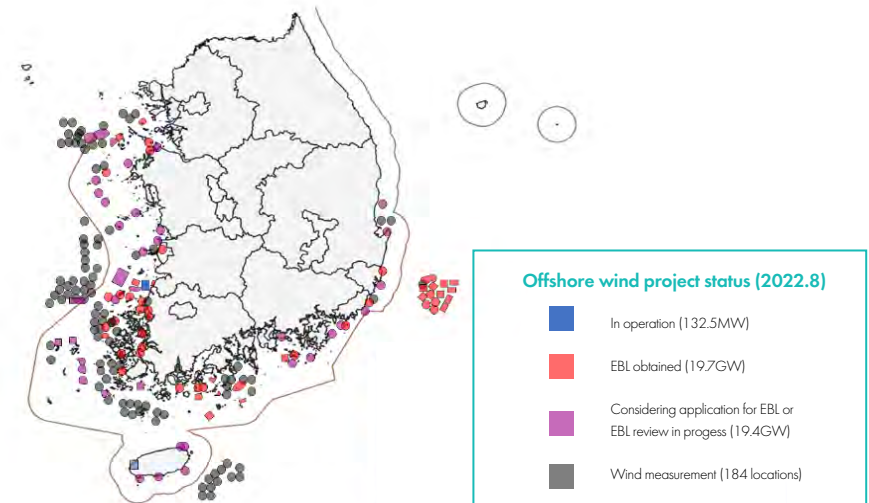 Offshore wind project status (2022.8)
In operation (132.5MW)
EBL obtained (19.7GW)
Considering application for EBL or
EBL review in progess (19.4GW)
Wind measurement (184 locations)